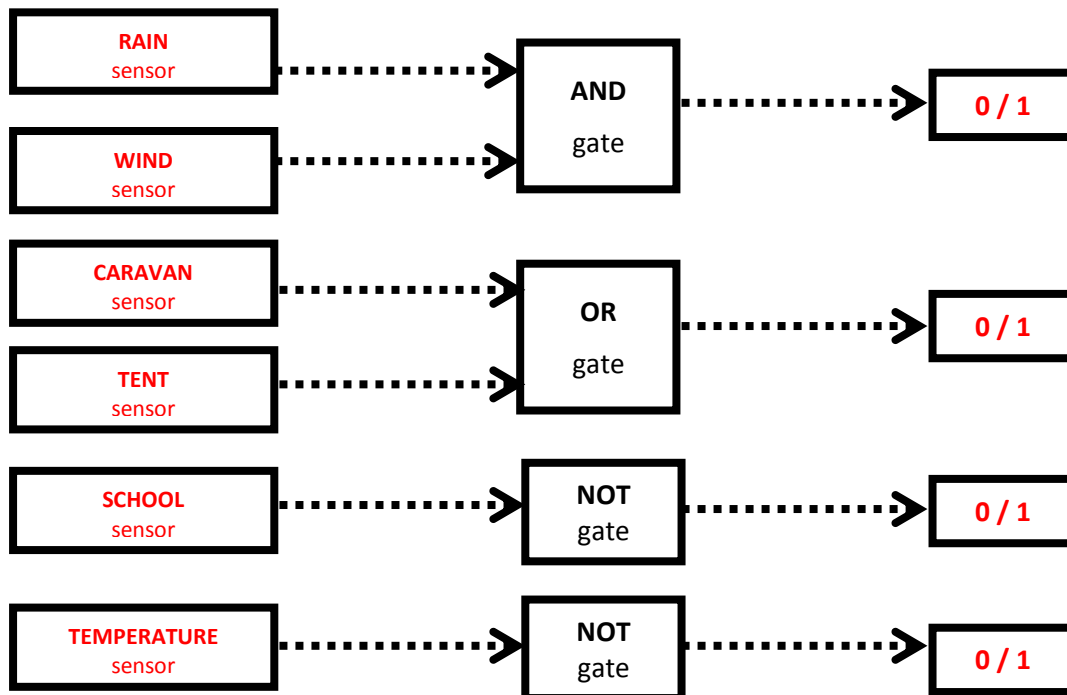 RAIN
sensor
AND
gate
0 / 1
WIND
sensor
CARAVAN
sensor
OR
gate
0 / 1
TENT
sensor
SCHOOL
sensor
NOT
gate
0 / 1
TEMPERATURE
sensor
NOT
gate
0 / 1